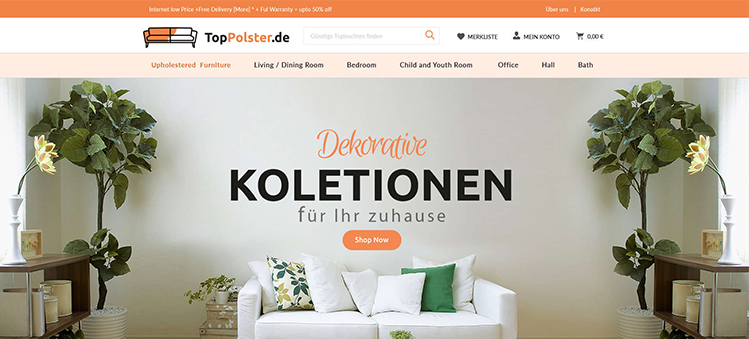 Internet low Price +Free Delivery [More] * + Ful Warranty = upto 50% off
Über uns | Konatkt
TopPolster.de
Günstige Topleuchten finden
MERKLISTE
MEIN KONTO
0,00 €
Upholestered Furniture
Living / Dining Room
Bedroom
Child and Youth Room
Office
Hall
Bath
Dekorative
KOLETIONEN
für Ihr zuhause
Shop Now